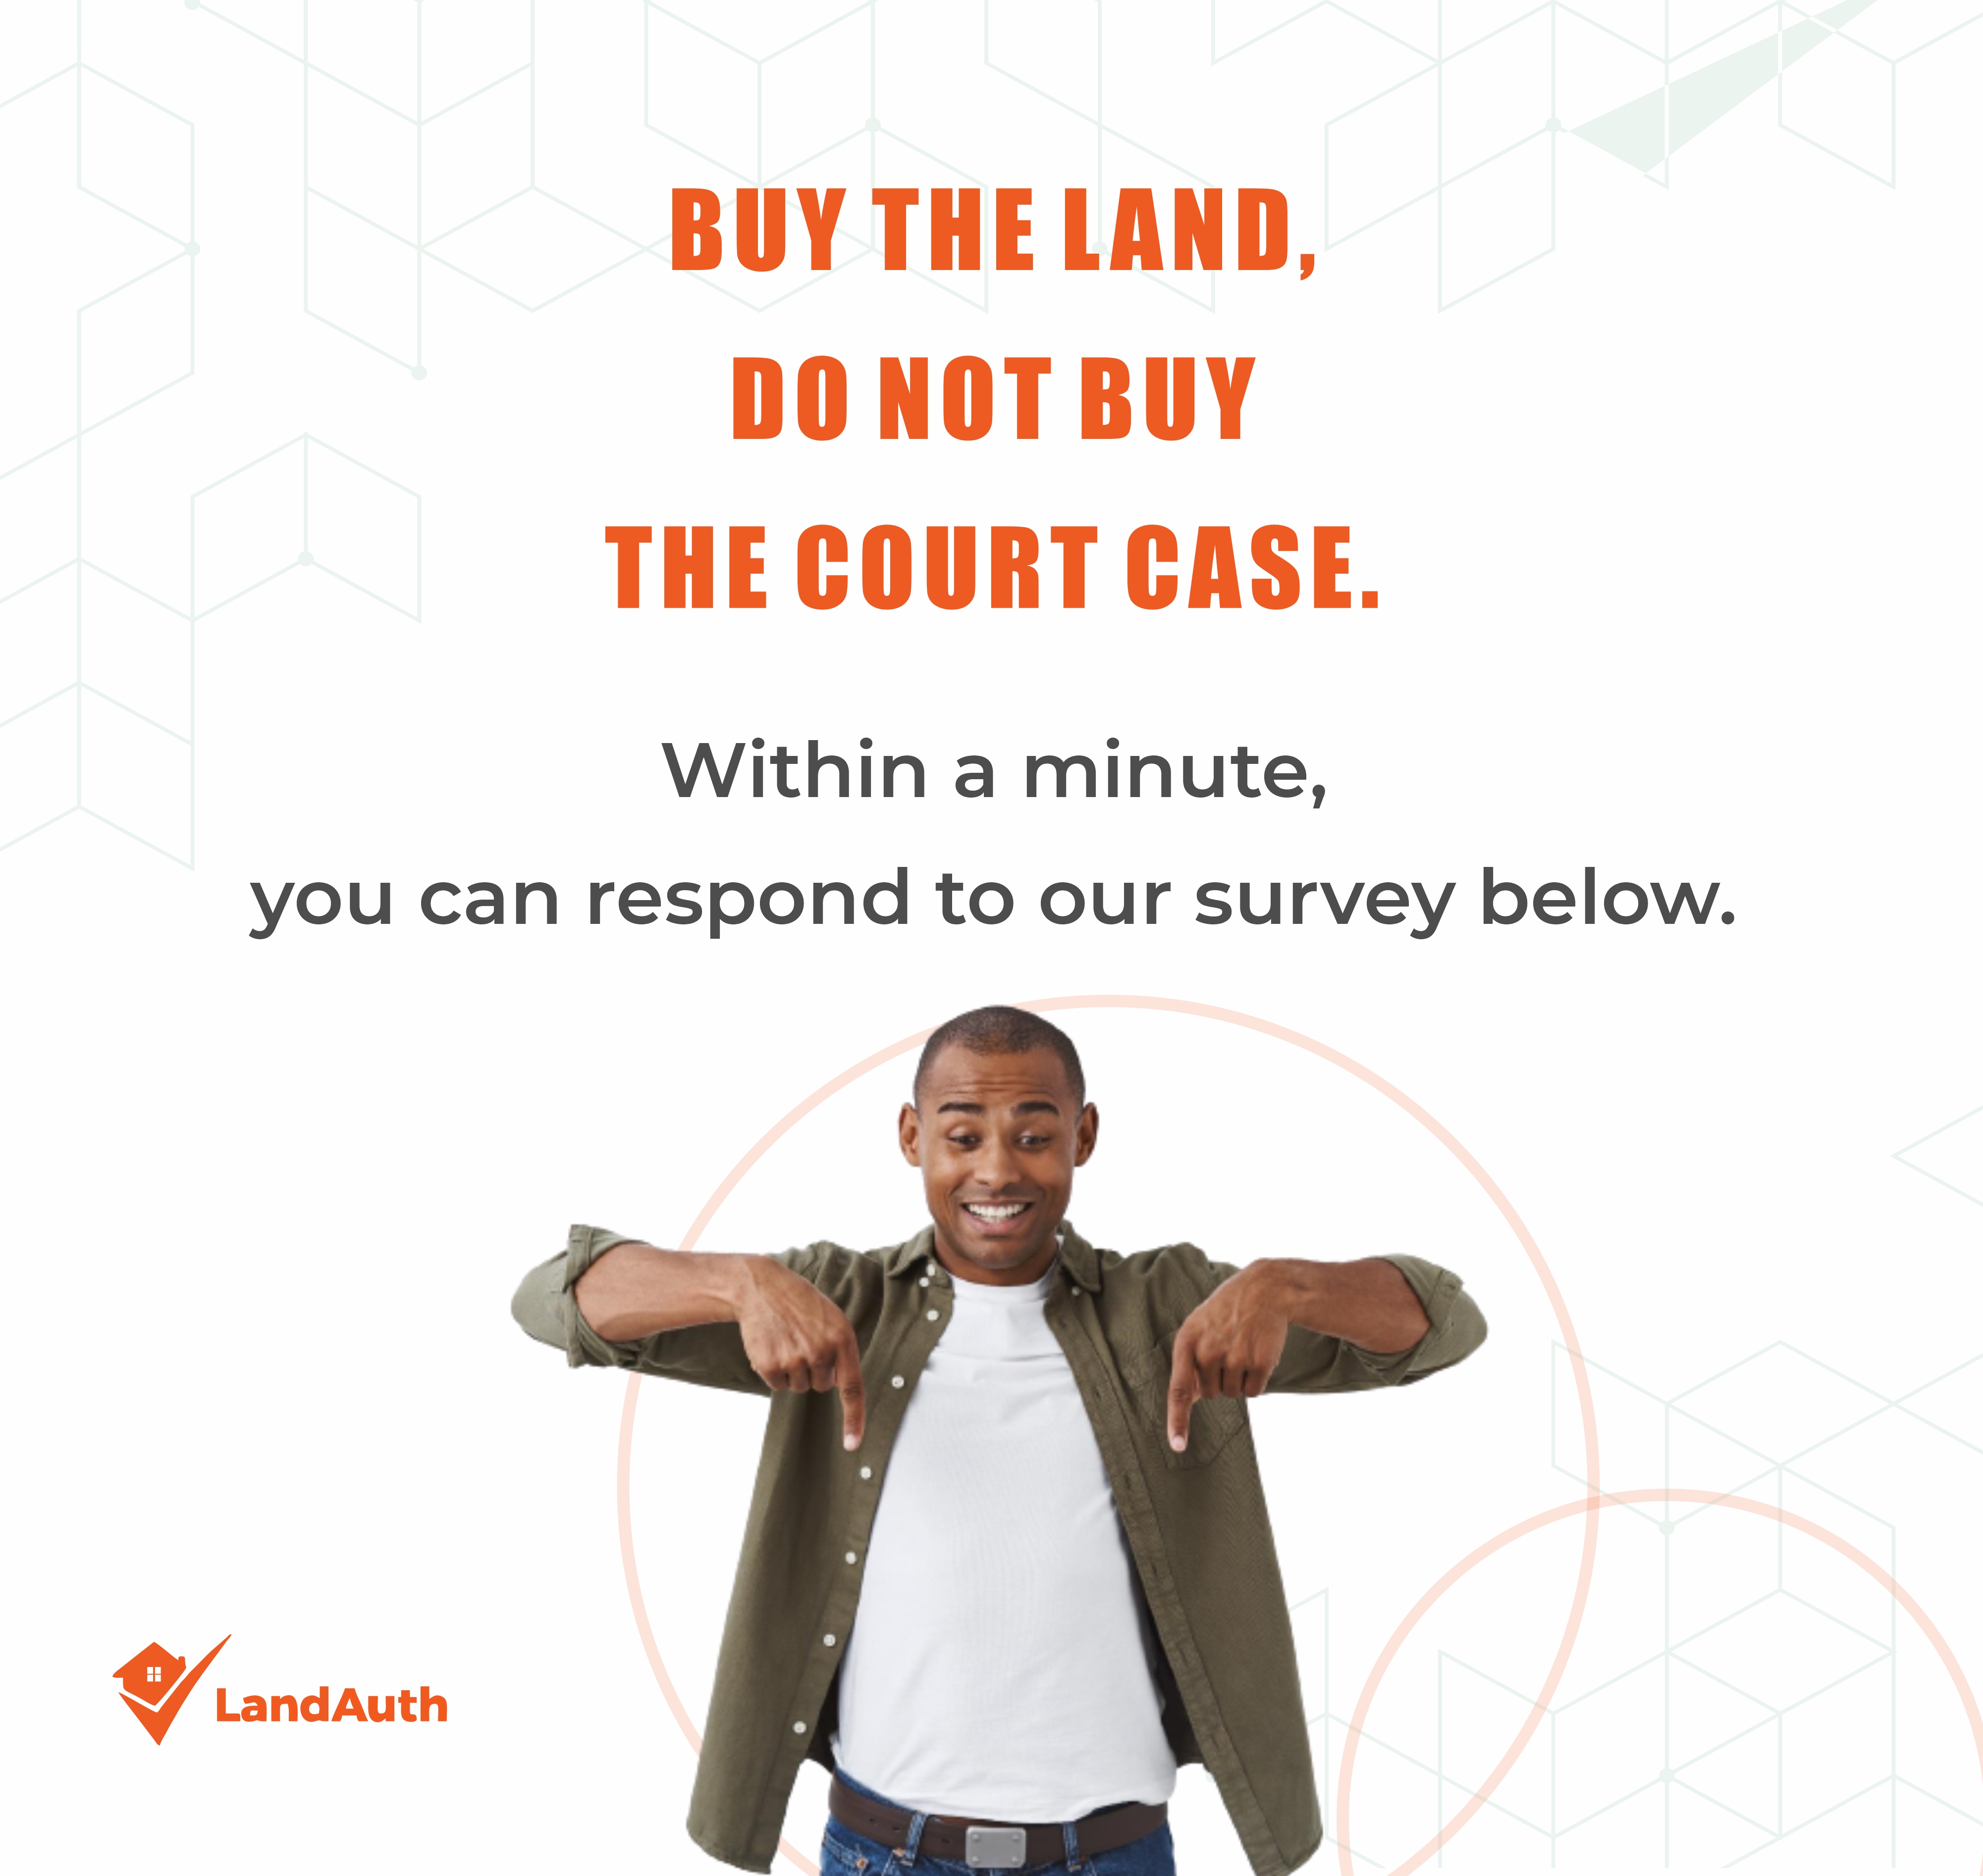 BUY THE LAND,
DO NOT BUY
THE COURT CASE.
Within a minute,
you can respond to our survey below.
LandAuth